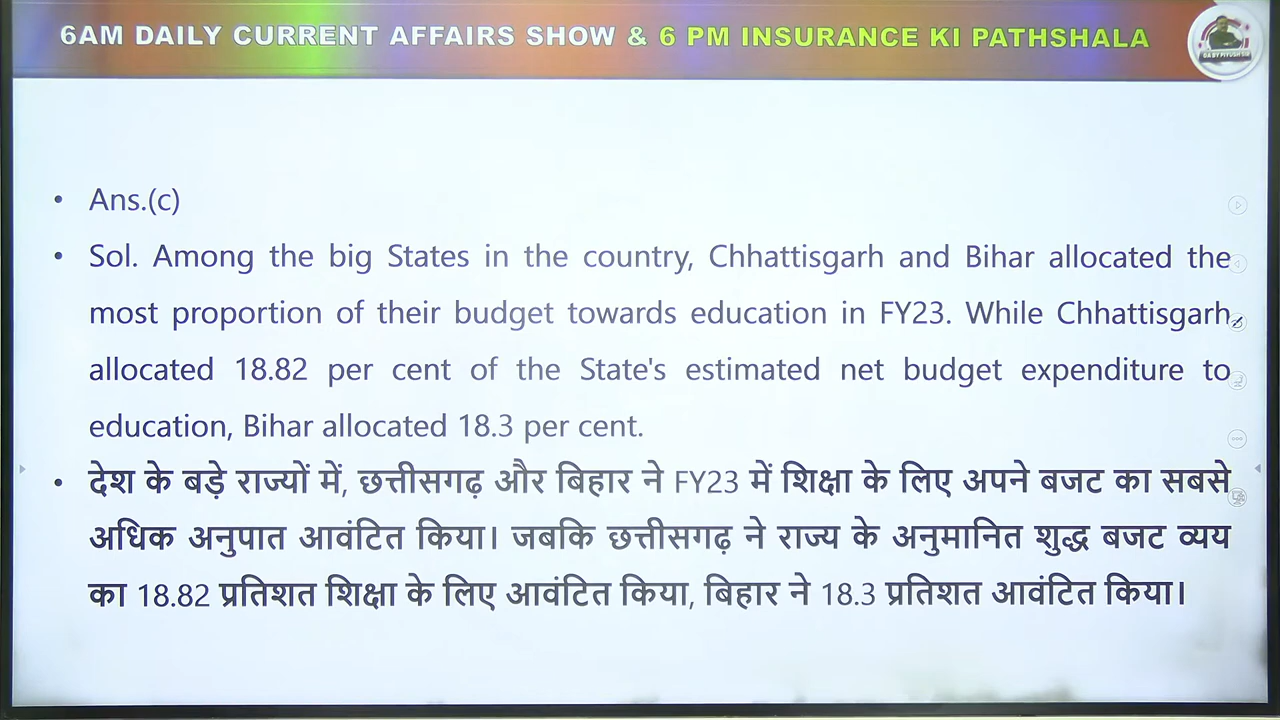 6AM DAILY CURRENT AFFAIRS SHOW & 6 PM INSURANCE KI PATHSHALA
GA BY PIYUSH SIR
• Ans.(c)
• Sol. Among the big States in the country, Chhattisgarh and Bihar allocated the
most proportion of their budget towards education in FY23. While Chhattisgarh
allocated 18.82 per cent of the State's estimated net budget expenditure to
education, Bihar allocated 18.3 per cent.
• देश के बड़े राज्यों में, छत्तीसगढ़ और बिहार ने FY23 में शिक्षा के लिए अपने बजट का सबसे
अधिक अनुपात आवंटित किया। जबकि छत्तीसगढ़ ने राज्य के अनुमानित शुद्ध बजट व्यय
का 18.82 प्रतिशत शिक्षा के लिए आवंटित किया, बिहार ने 18.3 प्रतिशत आवंटित किया।